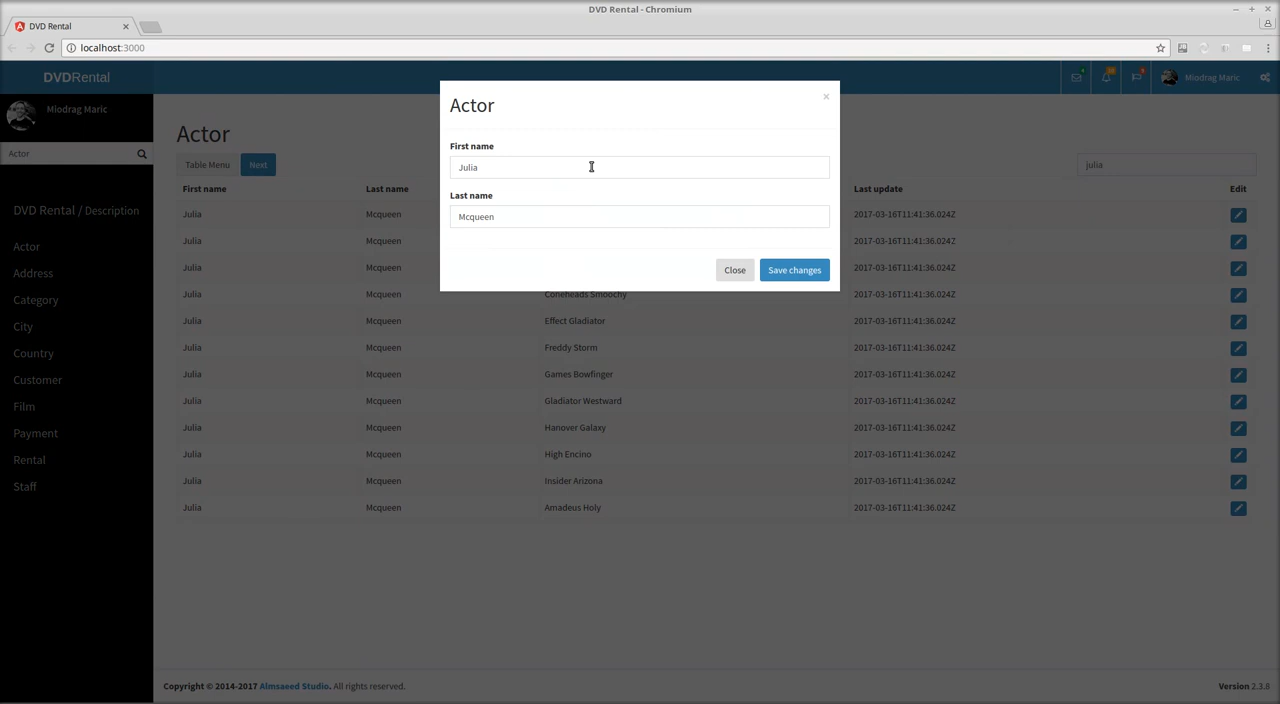 DVD Rental - Chromium
DVD Rental
localhost:3000
DVDRental
Miodrag Maric
Miodrag Maric
Actor
DVD Rental / Description
Actor
Address
Category
City
Country
Customer
Film
Payment
Rental
Staff
Actor
Table Menu Next julia
First name Last name Last update Edit
Julia Mcqueen 2017-03-16T11:41:36.024Z
Julia Mcqueen 2017-03-16T11:41:36.024Z
Julia Mcqueen 2017-03-16T11:41:36.024Z
Julia Mcqueen Coneheads Smoochy 2017-03-16T11:41:36.024Z
Julia Mcqueen Effect Gladiator 2017-03-16T11:41:36.024Z
Julia Mcqueen Freddy Storm 2017-03-16T11:41:36.024Z
Julia Mcqueen Games Bowfinger 2017-03-16T11:41:36.024Z
Julia Mcqueen Gladiator Westward 2017-03-16T11:41:36.024Z
Julia Mcqueen Hanover Galaxy 2017-03-16T11:41:36.024Z
Julia Mcqueen High Encino 2017-03-16T11:41:36.024Z
Julia Mcqueen Insider Arizona 2017-03-16T11:41:36.024Z
Julia Mcqueen Amadeus Holy 2017-03-16T11:41:36.024Z
Actor
First name
Julia
Last name
Mcqueen
Close Save changes
Copyright © 2014-2017 Almsaeed Studio. All rights reserved. Version 2.3.8